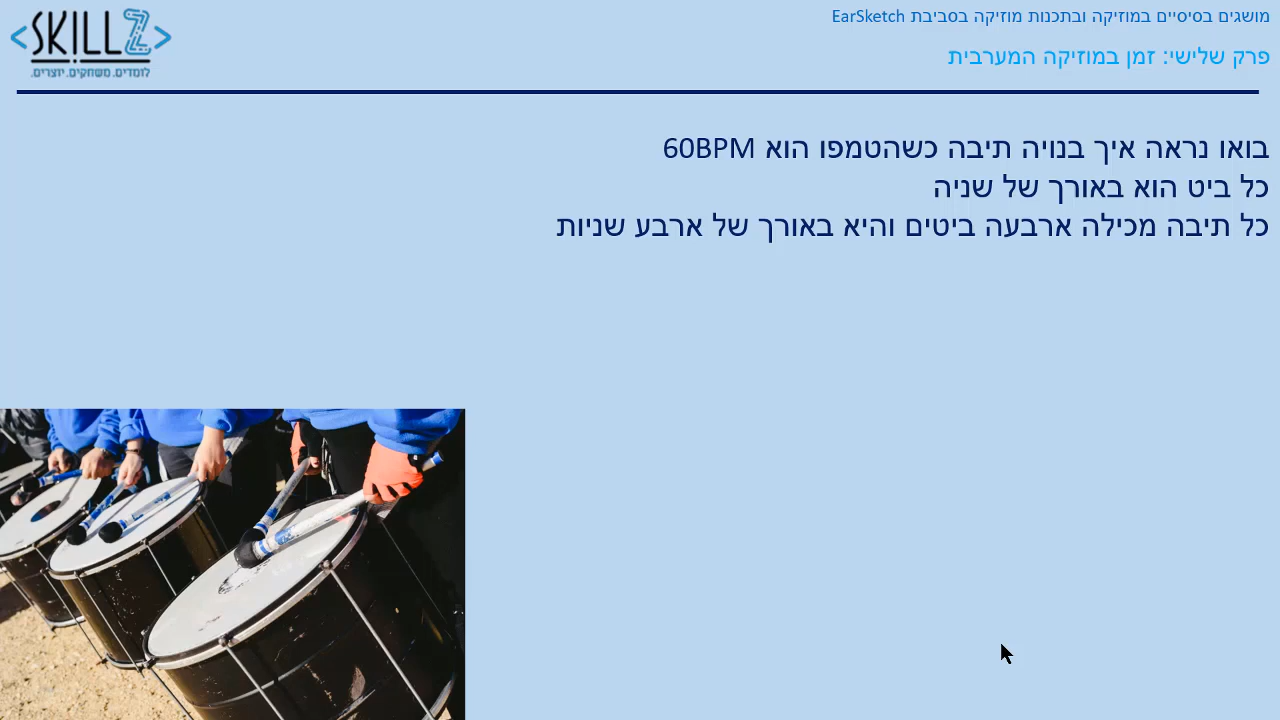 <SKILLZ>
לומדים.משחקים.יוצרים.
מושגים בסיסיים במוזיקה ובתכנות מוזיקה בסביבת EarSketch
פרק שלישי: זמן במוזיקה המערבית
בואו נראה איך בנויה תיבה כשהטמפו הוא 60BPM
כל ביט הוא באורך של שניה
כל תיבה מכילה ארבעה ביטים והיא באורך של ארבע שניות